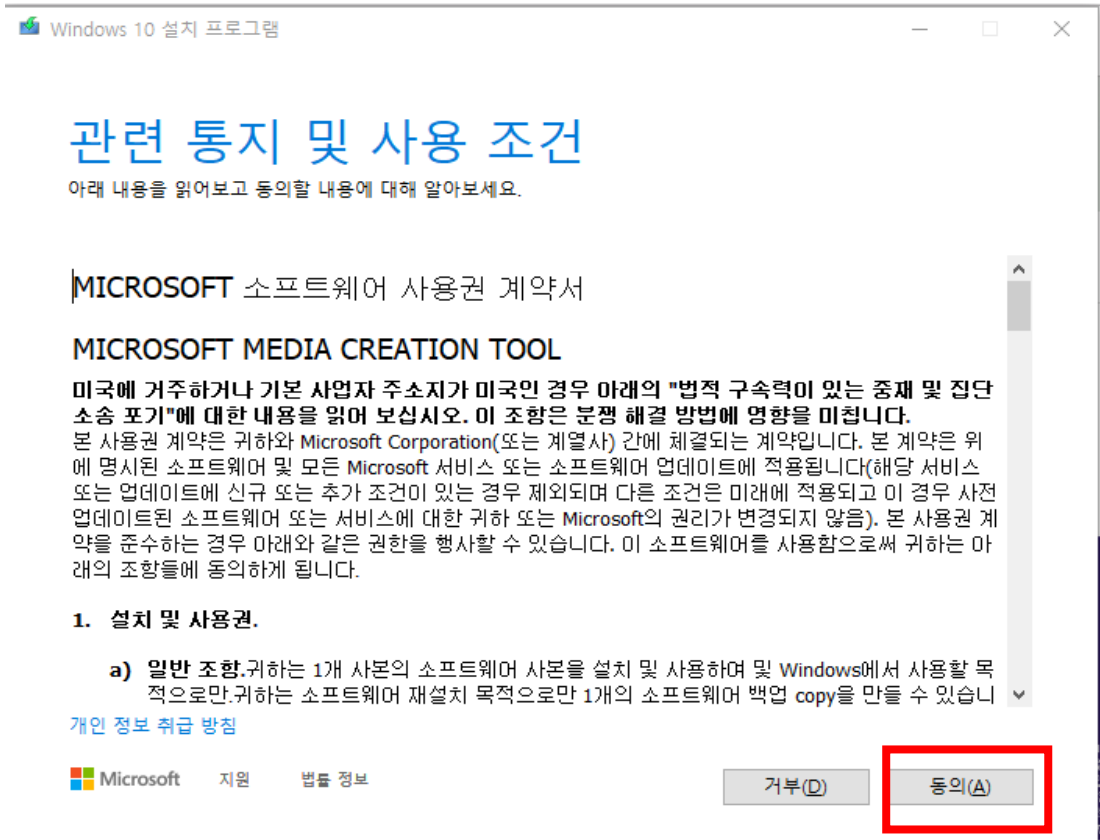 Windows 10 설치 프로그램
관련 통지 및 사용 조건
아래 내용을 읽어보고 동의할 내용에 대해 알아보세요.
MICROSOFT 소프트웨어 사용권 계약서
MICROSOFT MEDIA CREATION TOOL
미국에 거주하거나 기본 사업자 주소지가 미국인 경우 아래의 "법적 구속력이 있는 중재 및 집단
소송 포기"에 대한 내용을 읽어 보십시오. 이 조항은 분쟁 해결 방법에 영향을 미칩니다.
본 사용권 계약은 귀하와 Microsoft Corporation(또는 계열사) 간에 체결되는 계약입니다. 본 계약은 위
에 명시된 소프트웨어 및 모든 Microsoft 서비스 또는 소프트웨어 업데이트에 적용됩니다(해당 서비스
또는 업데이트에 신규 또는 추가 조건이 있는 경우 제외되며 다른 조건은 미래에 적용되고 이 경우 사전
업데이트된 소프트웨어 또는 서비스에 대한 귀하 또는 Microsoft의 권리가 변경되지 않음). 본 사용권 계
약을 준수하는 경우 아래와 같은 권한을 행사할 수 있습니다. 이 소프트웨어를 사용함으로써 귀하는 아
래의 조항들에 동의하게 됩니다.
1. 설치 및 사용권.
a) 일반 조항.귀하는 1개 사본의 소프트웨어 사본을 설치 및 사용하여 및 Windows에서 사용할 목
적으로만.귀하는 소프트웨어 재설치 목적으로만 1개의 소프트웨어 백업 copy을 만들 수 있습니
개인 정보 취급 방침
Microsoft 지원 법률 정보 거부(D) 동의(A)